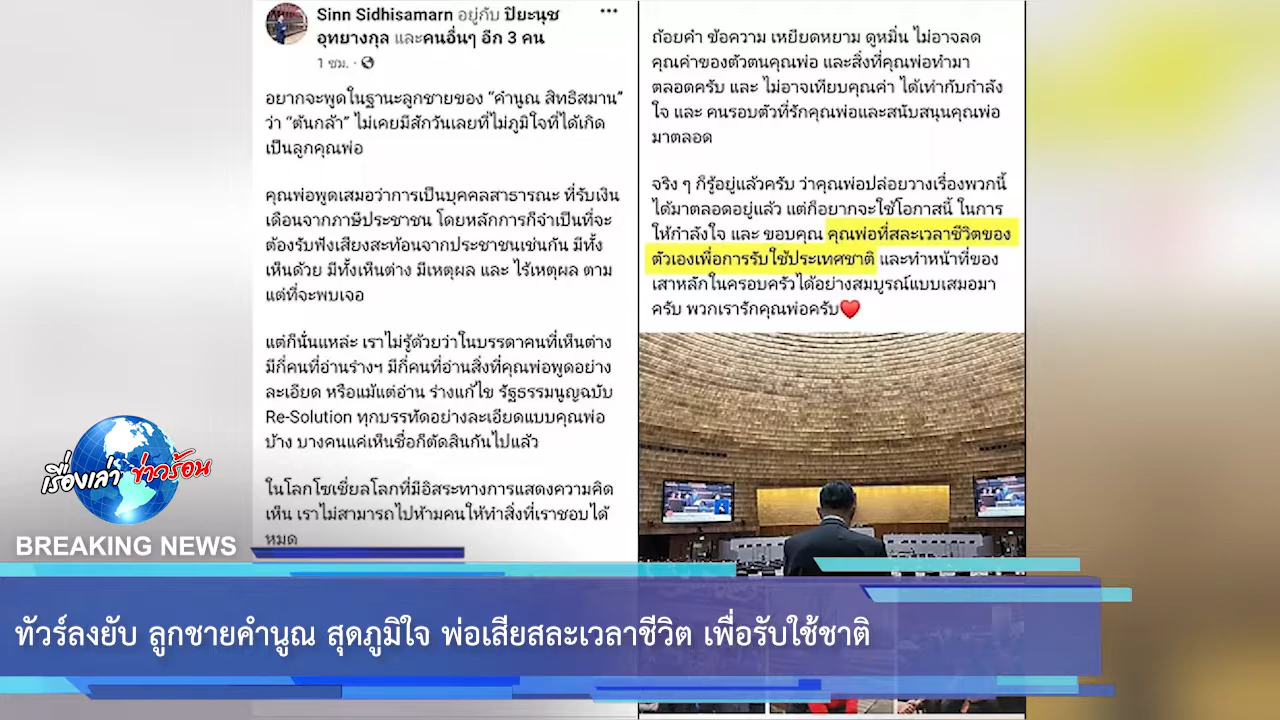 Sinn Sidhisamarn อยู่กับ ปิยะนุช
อุทยางกุล และคนอื่นๆ อีก 3 คน
1 ชม. ·
อยากจะพูดในฐานะลูกชายของ “คำนูณ สิทธิสมาน”
ว่า “ต้นกล้า” ไม่เคยมีสักวันเลยที่ไม่ภูมิใจที่ได้เกิด
เป็นลูกคุณพ่อ
คุณพ่อพูดเสมอว่าการเป็นบุคคลสาธารณะ ที่รับเงิน
เดือนจากภาษีประชาชน โดยหลักการก็จำเป็นที่จะ
ต้องรับฟังเสียงสะท้อนจากประชาชนเช่นกัน มีทั้ง
เห็นด้วย มีทั้งเห็นต่าง มีเหตุผล และ ไร้เหตุผล ตาม
แต่ที่จะพบเจอ
แต่ก็นั่นแหล่ะ เราไม่รู้ด้วยว่าในบรรดาคนที่เห็นต่าง
มีกี่คนที่อ่านร่างฯ มีกี่คนที่อ่านสิ่งที่คุณพ่อพูดอย่าง
ละเอียด หรือแม้แต่อ่าน ร่างแก้ไข รัฐธรรมนูญฉบับ
Re-Solution ทุกบรรทัดอย่างละเอียดแบบคุณพ่อ
บ้าง บางคนแค่เห็นชื่อก็ตัดสินกันไปแล้ว
ในโลกโซเชี่ยลโลกที่มีอิสระทางการแสดงความคิด
เห็น เราไม่สามารถไปห้ามคนให้ทำสิ่งที่เราชอบได้
หมด
ถ้อยคำ ข้อความ เหยียดหยาม ดูหมิ่น ไม่อาจลด
คุณค่าของตัวตนคุณพ่อ และสิ่งที่คุณพ่อทำมา
ตลอดครับ และ ไม่อาจเทียบคุณค่า ได้เท่ากับกำลัง
ใจ และ คนรอบตัวที่รักคุณพ่อและสนับสนุนคุณพ่อ
มาตลอด
จริง ๆ ก็รู้อยู่แล้วครับ ว่าคุณพ่อปล่อยวางเรื่องพวกนี้
ได้มาตลอดอยู่แล้ว แต่ก็อยากจะใช้โอกาสนี้ ในการ
ให้กำลังใจ และ ขอบคุณ คุณพ่อที่สละเวลาชีวิตของ
ตัวเองเพื่อการรับใช้ประเทศชาติ และทำหน้าที่ของ
เสาหลักในครอบครัวได้อย่างสมบูรณ์แบบเสมอมา
ครับ พวกเรารักคุณพ่อครับ❤️
เรื่องเล่า ข่าวร้อน
BREAKING NEWS
ทัวร์ลงยับ ลูกชายคำนูณ สุดภูมิใจ พ่อเสียสละเวลาชีวิต เพื่อรับใช้ชาติ